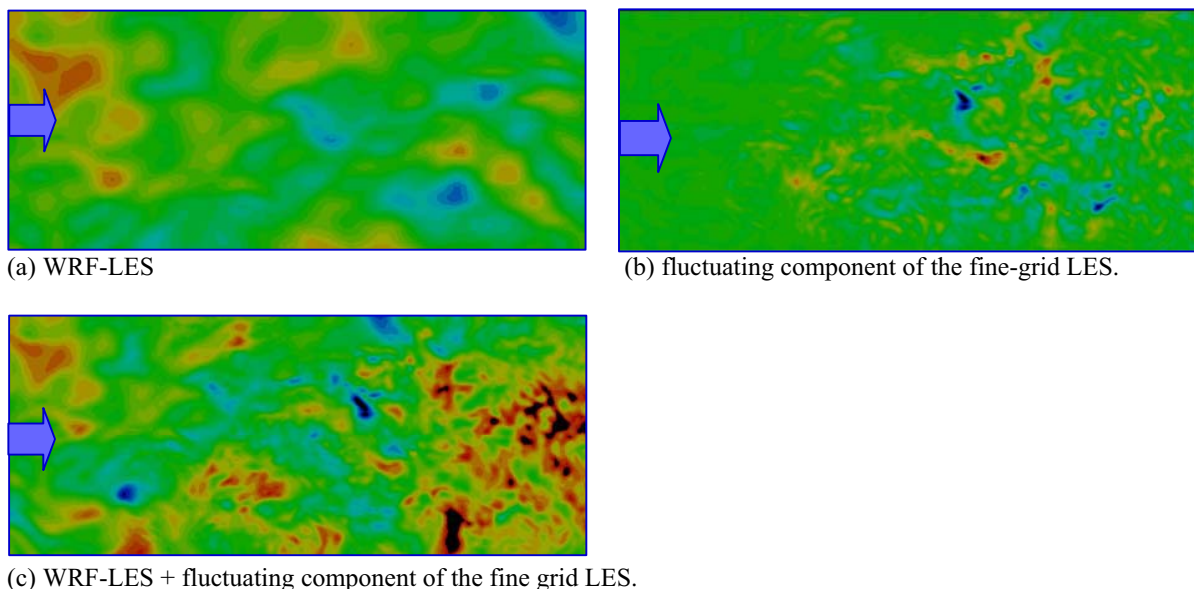 (a) WRF-LES
(b) fluctuating component of the fine-grid LES.
(c) WRF-LES + fluctuating component of the fine grid LES.